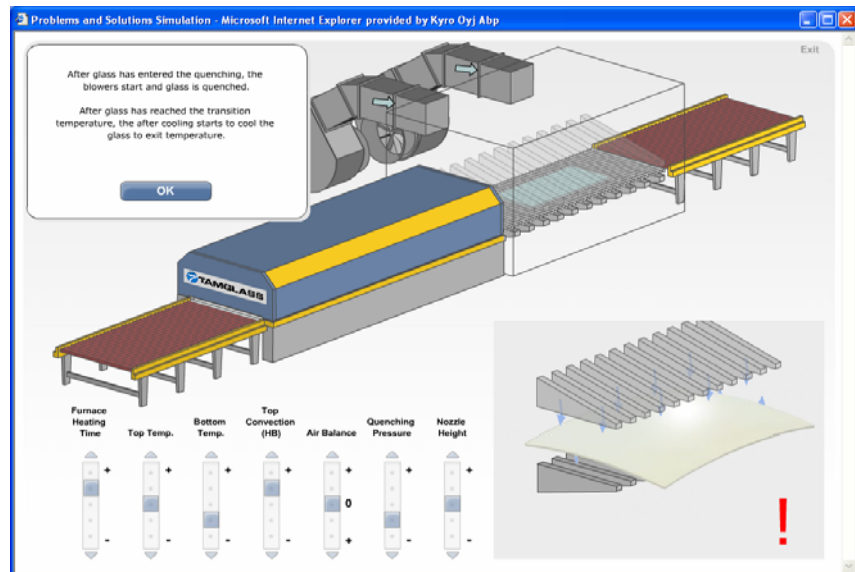 Problems and Solutions Simulation - Microsoft Internet Explorer provided by Kyro Oyj Abp
Exit
After glass has entered the quenching, the
blowers start and glass is quenched.
After glass has reached the transition
temperature, the after cooling starts to cool the
glass to exit temperature.
OK
TAMGLASS
Furnace
Heating
Time
Top Temp.
Bottom
Temp.
Top
Convection
(HB)
Air Balance
Quenching
Pressure
Nozzle
Height
+ + + + + + +
0
- - - - + - -
!